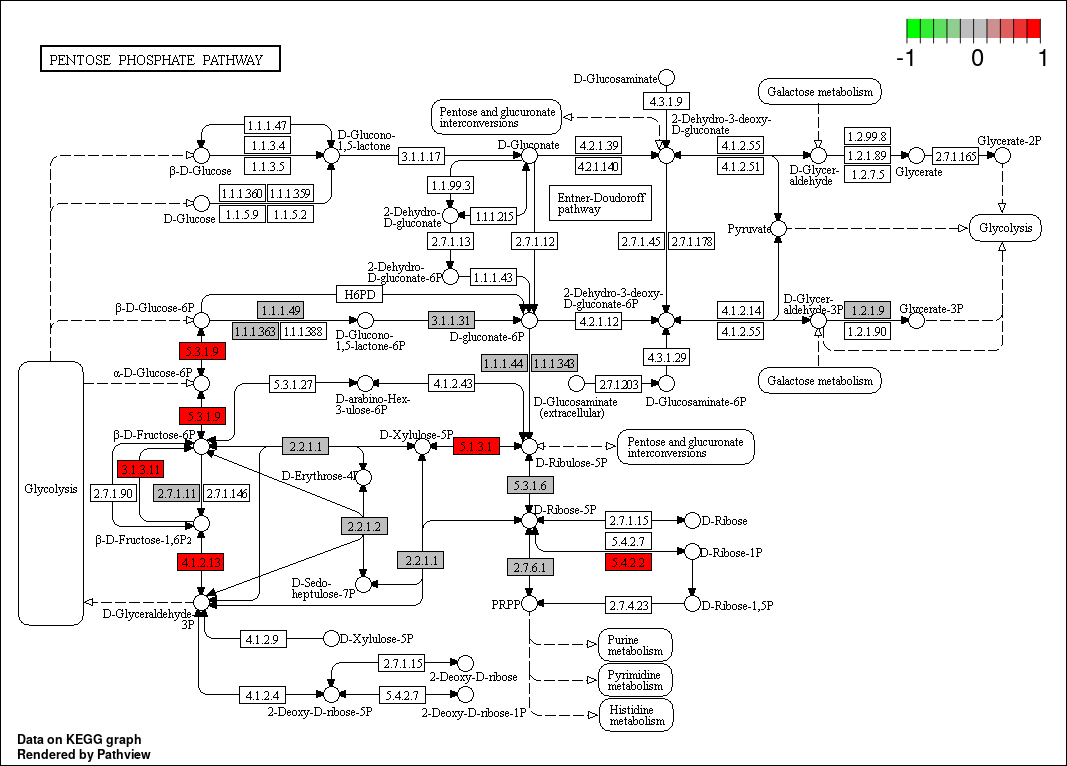 -1 0 1
PENTOSE PHOSPHATE PATHWAY
D-Glucosaminate
4.3.1.9
Galactose metabolism
Pentose and glucuronate
interconversions
2-Dehydro-3-deoxy-
D-gluconate
1.1.1.47
1.1.3.4
1.1.3.5
D-Glucono-
1,5-lactone
3.1.1.17
D-Gluconate
4.2.1.39
4.2.1.140
4.1.2.55
4.1.2.51
1.2.99.8
1.2.1.89
1.2.7.5
D-Glycer-
aldehyde
Glycerate
2.7.1.165
Glycerate-2P
β-D-Glucose
1.1.1.360
1.1.1.359
1.1.5.9
1.1.5.2
D-Glucose
1.1.99.3
2-Dehydro-
D-gluconate
1.1.1.215
Entner-Doudoroff
pathway
Pyruvate
Glycolysis
2.7.1.13
2.7.1.12
2.7.1.45
2.7.1.178
2-Dehydro-
D-gluconate-6P
1.1.1.43
H6PD
β-D-Glucose-6P
1.1.1.49
1.1.1.363
1.1.1.388
D-Glucono-
1,5-lactone-6P
3.1.1.31
D-gluconate-6P
2-Dehydro-3-deoxy-
D-gluconate-6P
4.2.1.12
4.1.2.14
4.1.2.55
D-Glycer-
aldehyde-3P
1.2.1.9
1.2.1.90
Glycerate-3P
5.3.1.9
1.1.1.44
1.1.1.343
4.3.1.29
α-D-Glucose-6P
5.3.1.27
D-arabino-Hex-
3-ulose-6P
4.1.2.43
D-Glucosaminate
(extracellular)
2.7.1.203
D-Glucosaminate-6P
Galactose metabolism
5.3.1.9
β-D-Fructose-6P
2.2.1.1
D-Xylulose-5P
5.1.3.1
D-Ribulose-5P
Pentose and glucuronate
interconversions
3.1.3.11
D-Erythrose-4P
2.7.1.90
2.7.1.11
2.7.1.146
5.3.1.6
Glycolysis
β-D-Fructose-1,6P2
2.2.1.2
D-Ribose-5P
2.7.1.15
D-Ribose
5.4.2.7
5.4.2.2
D-Ribose-1P
4.1.2.13
2.2.1.1
2.7.6.1
D-Sedo-
heptulose-7P
D-Glyceraldehyde-
3P
PRPP
2.7.4.23
D-Ribose-1,5P
4.1.2.9
D-Xylulose-5P
Purine
metabolism
2.7.1.15
2-Deoxy-D-ribose
Pyrimidine
metabolism
4.1.2.4
2-Deoxy-D-ribose-5P
5.4.2.7
2-Deoxy-D-ribose-1P
Histidine
metabolism
Data on KEGG graph
Rendered by Pathview